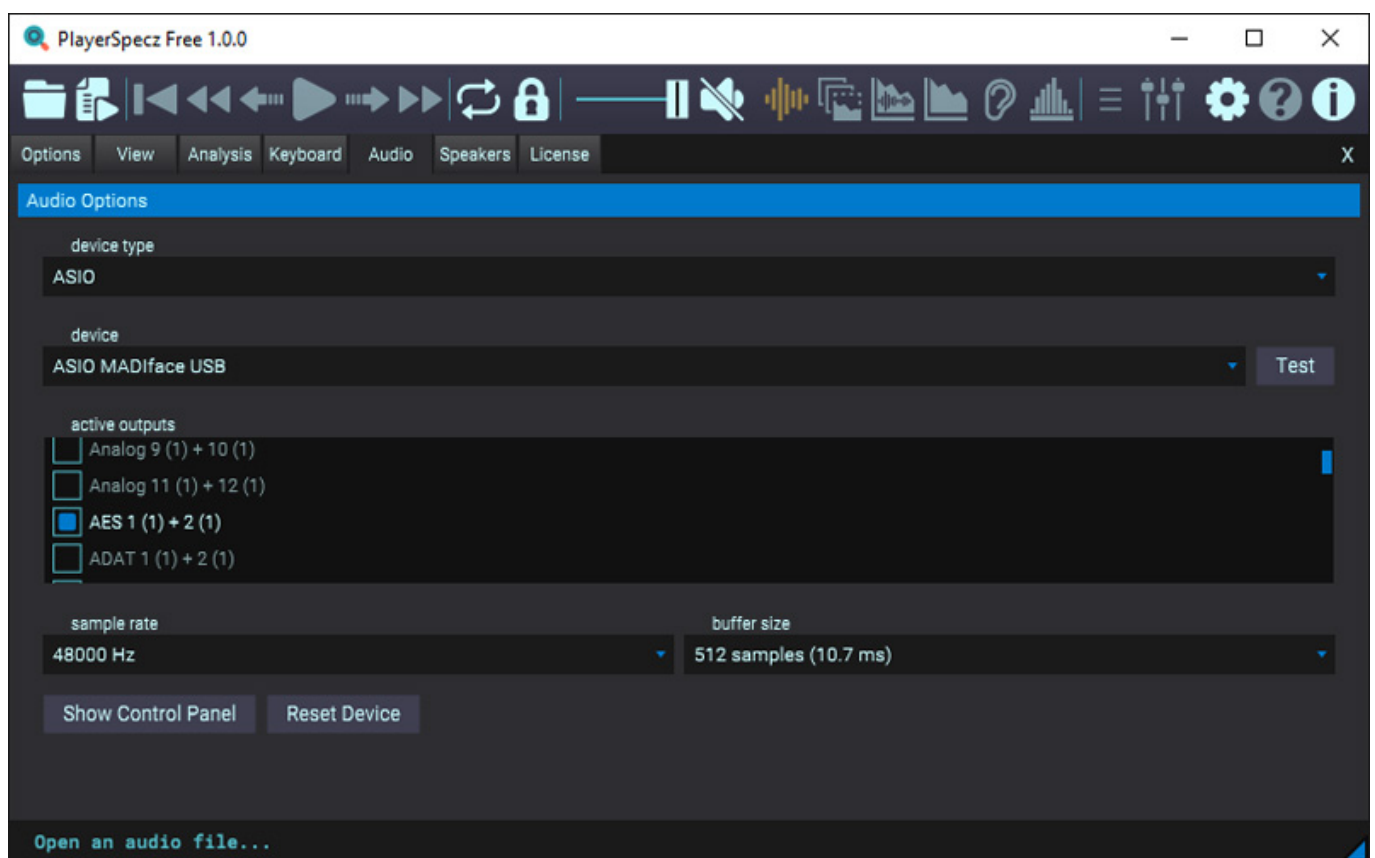 PlayerSpecz Free 1.0.0
Options View Analysis Keyboard Audio Speakers License X
Audio Options
device type
ASIO
device
ASIO MADIface USB Test
active outputs
Analog 9 (1) + 10 (1)
Analog 11 (1) + 12 (1)
AES 1 (1) + 2 (1)
ADAT 1 (1) + 2 (1)
sample rate buffer size
48000 Hz 512 samples (10.7 ms)
Show Control Panel Reset Device
Open an audio file...